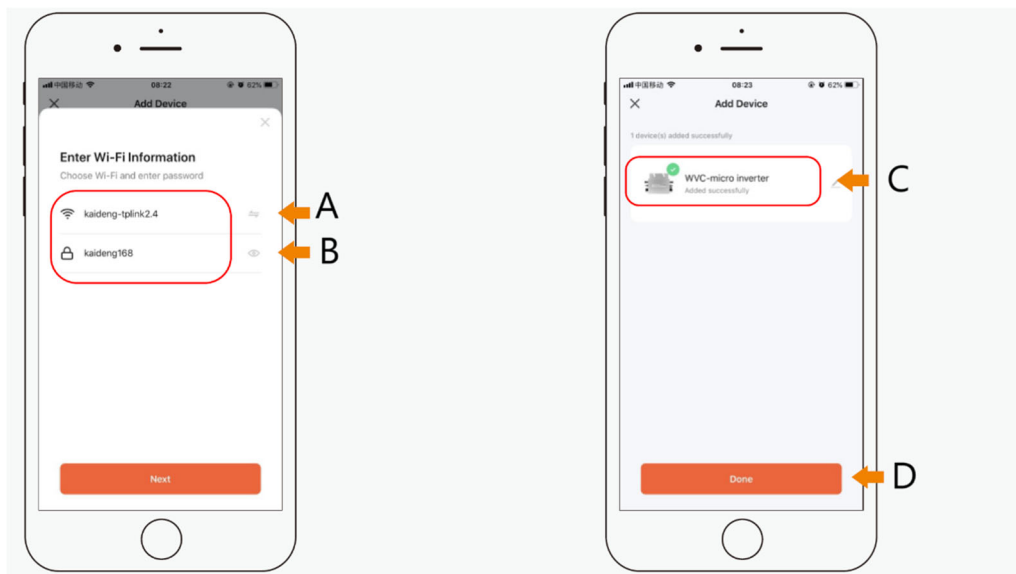 中国移动 08:22 62%
Add Device
Enter Wi-Fi Information
Choose Wi-Fi and enter password
kaideng-tplink2.4
A
kaideng168
B
Next
中国移动 08:23 62%
Add Device
1 device(s) added successfully
WVC-micro inverter
Added successfully
C
Done
D